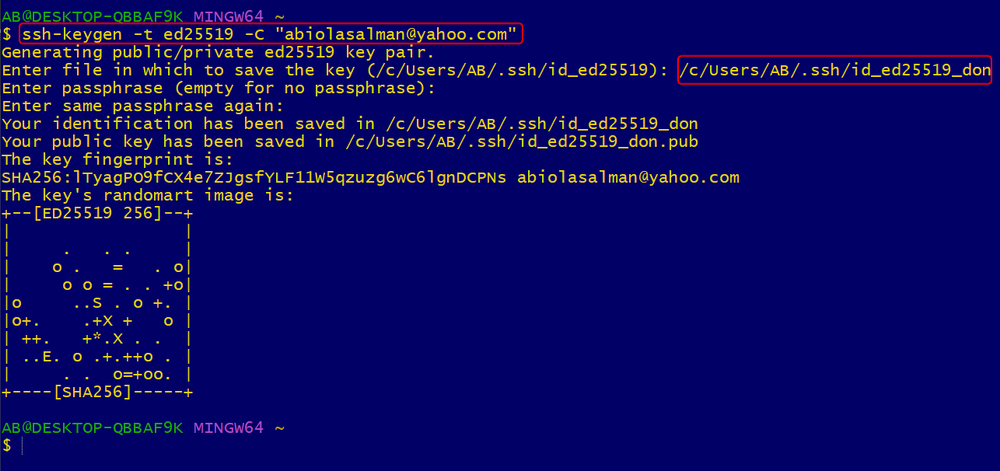 AB@DESKTOP-QBBAF9K MINGW64 ~
$ ssh-keygen -t ed25519 -C "abiolasalman@yahoo.com"
Generating public/private ed25519 key pair.
Enter file in which to save the key (/c/Users/AB/.ssh/id_ed25519): /c/Users/AB/.ssh/id_ed25519_don
Enter passphrase (empty for no passphrase):
Enter same passphrase again:
Your identification has been saved in /c/Users/AB/.ssh/id_ed25519_don
Your public key has been saved in /c/Users/AB/.ssh/id_ed25519_don.pub
The key fingerprint is:
SHA256:lTyagPO9fCX4e7ZJgsfYLF11W5qzuzg6wC6lgnDCPNs abiolasalman@yahoo.com
The key's randomart image is:
+--[ED25519 256]--+
|                 |
|     .   . .     |
|    o .   =   . o|
|     o o = . . +o|
|o     ..S . o +. |
|o+.    .+X +   o |
| ++.   +*.X . .  |
| ..E. o .+.++o . |
|     . .  o=+oo. |
+----[SHA256]-----+
AB@DESKTOP-QBBAF9K MINGW64 ~
$